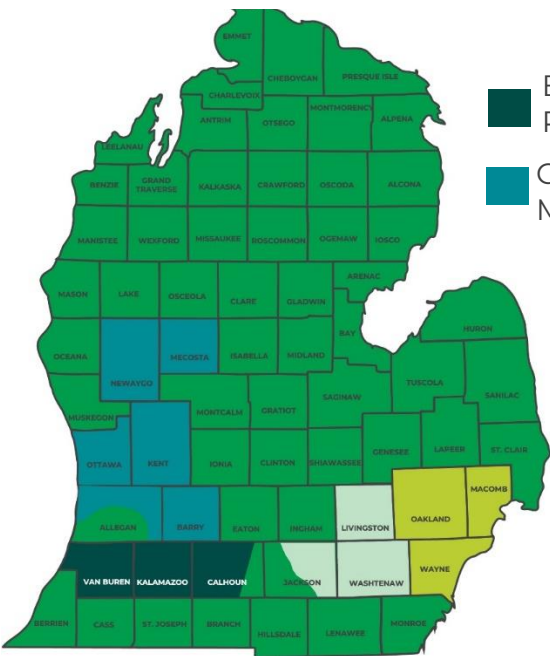 EMMET
CHEBOYGAN
PRESQUE ISLE
CHARLEVOIX
ANTRIM
OTSEGO
MONTMORENCY
ALPENA
LEELANAU
BENZIE
GRAND
TRAVERSE
KALKASKA
CRAWFORD
OSCODA
ALCONA
MANISTEE
WEXFORD
MISSAUKEE
ROSCOMMON
OGEMAW
IOSCO
ARENAC
MASON
LAKE
OSCEOLA
CLARE
GLADWIN
BAY
HURON
OCEANA
NEWAYGO
MECOSTA
ISABELLA
MIDLAND
TUSCOLA
SANILAC
MUSKEGON
MONTCALM
GRATIOT
SAGINAW
OTTAWA
KENT
IONIA
CLINTON
SHIAWASSEE
GENESEE
LAPEER
ST. CLAIR
ALLEGAN
BARRY
EATON
INGHAM
LIVINGSTON
OAKLAND
MACOMB
VAN BUREN
KALAMAZOO
CALHOUN
JACKSON
WASHTENAW
WAYNE
BERRIEN
CASS
ST. JOSEPH
BRANCH
HILLSDALE
LENAWEE
MONROE